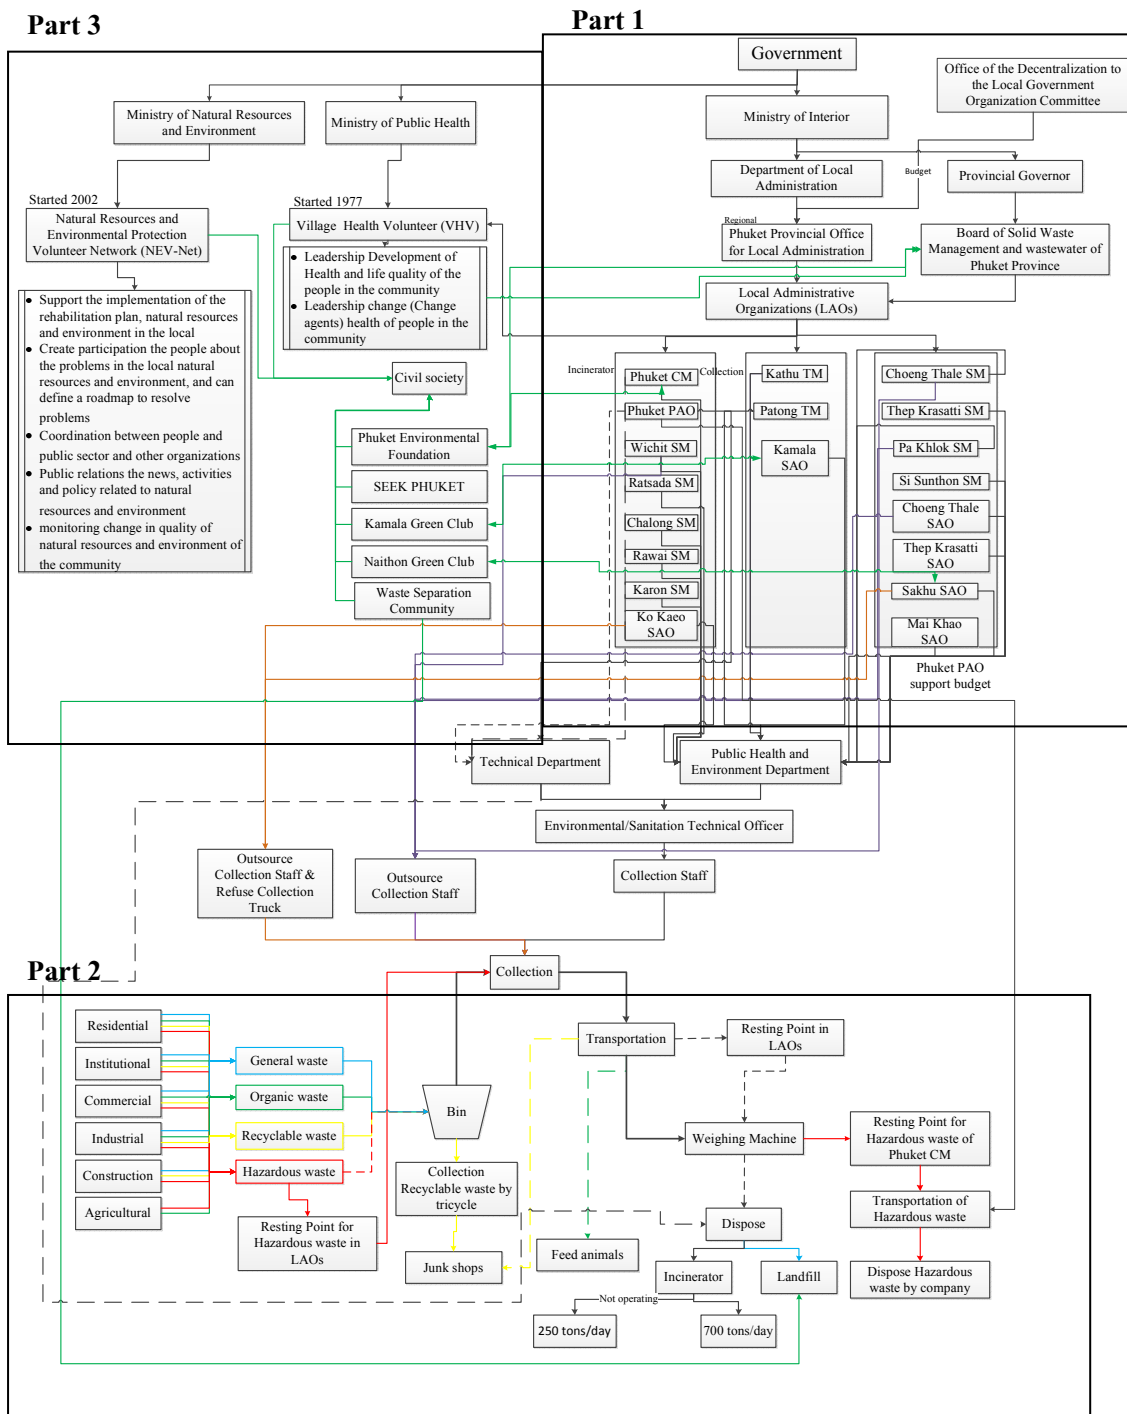 Part 3
Part 1
Government
Office of the Decentralization to
the Local Government
Organization Committee
Ministry of Natural Resources
and Environment
Ministry of Public Health
Ministry of Interior
Department of Local
Administration
Budget
Provincial Governor
Started 2002
Natural Resources and
Environmental Protection
Volunteer Network (NEV-Net)
Started 1977
Village Health Volunteer (VHV)
Regional
Phuket Provincial Office
for Local Administration
Board of Solid Waste
Management and wastewater of
Phuket Province
• Leadership Development of
Health and life quality of the
people in the community
• Leadership change (Change
agents) health of people in the
community
Local Administrative
Organizations (LAOs)
• Support the implementation of the
rehabilitation plan, natural resources
and environment in the local
• Create participation the people about
the problems in the local natural
resources and environment, and can
define a roadmap to resolve
problems
• Coordination between people and
public sector and other organizations
• Public relations the news, activities
and policy related to natural
resources and environment
• monitoring change in quality of
natural resources and environment of
the community
Civil society
Phuket Environmental
Foundation
SEEK PHUKET
Kamala Green Club
Naithon Green Club
Waste Separation
Community
Incinerator
Collection
Phuket CM
Phuket PAO
Wichit SM
Ratsada SM
Chalong SM
Rawai SM
Karon SM
Ko Kaeo
SAO
Kathu TM
Patong TM
Kamala
SAO
Choeng Thale SM
Thep Krasatti SM
Pa Khlok SM
Si Sunthon SM
Choeng Thale
SAO
Thep Krasatti
SAO
Sakhu SAO
Mai Khao
SAO
Phuket PAO
support budget
Technical Department
Public Health and
Environment Department
Environmental/Sanitation Technical Officer
Outsource
Collection Staff &
Refuse Collection
Truck
Outsource
Collection Staff
Collection Staff
Part 2
Collection
Residential
Institutional
Commercial
Industrial
Construction
Agricultural
General waste
Organic waste
Recyclable waste
Hazardous waste
Resting Point for
Hazardous waste in
LAOs
Bin
Collection
Recyclable waste by
tricycle
Junk shops
Transportation
Resting Point in
LAOs
Weighing Machine
Resting Point for
Hazardous waste of
Phuket CM
Transportation of
Hazardous waste
Dispose Hazardous
waste by company
Dispose
Feed animals
Incinerator
Landfill
Not operating
250 tons/day
700 tons/day